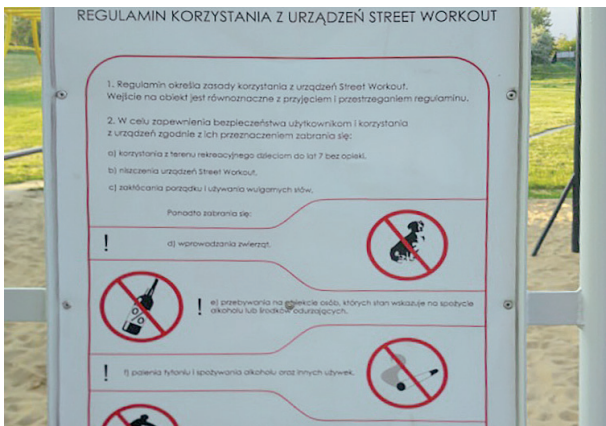 REGULAMIN KORZYSTANIA Z URZĄDZEŃ STREET WORKOUT
1. Regulamin określa zasady korzystania z urządzeń Street Workout.
Wejście na obiekt jest równoznaczne z przyjęciem i przestrzeganiem regulaminu.
2. W celu zapewnienia bezpieczeństwa użytkownikom i korzystania
z urządzeń zgodnie z ich przeznaczeniem zabrania się:
a) korzystania z terenu rekreacyjnego dzieciom do lat 7 bez opieki.
b) niszczenia urządzeń Street Workout.
c) zakłócania porządku i używania wulgarnych słów.
Ponadto zabrania się:
! d) wprowadzania zwierząt.
! e) przebywania na obiekcie osób, których stan wskazuje na spożycie
alkoholu lub środków odurzających.
%
! f) palenia tytoniu i spożywania alkoholu oraz innych używek.